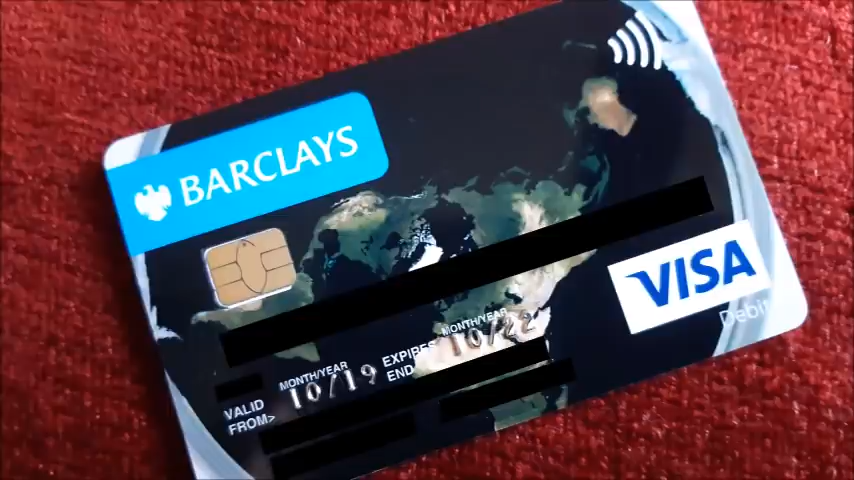 BARCLAYS
MONTH/YEAR
MONTH/YEAR
VALID
FROM>
10/19
EXPIRES
END
10/22
VISA
Debit